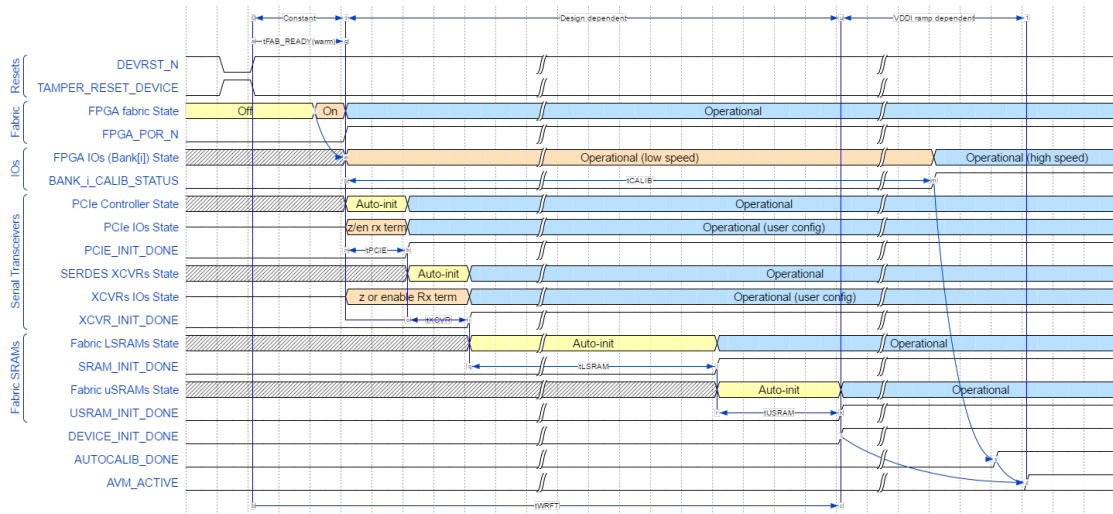 Constant
Design dependent
VDDI ramp dependent
tFAB_READY(warm)
Resets
DEVRST_N
TAMPER_RESET_DEVICE
Fabric
FPGA fabric State
Off
On
Operational
FPGA_POR_N
IOs
FPGA IOs (Bank[i]) State
Operational (low speed)
Operational (high speed)
BANK_i_CALIB_STATUS
tCALIB
Serial Transceivers
PCIe Controller State
Auto-init
Operational
PCIe IOs State
z/en rx term
Operational (user config)
PCIE_INIT_DONE
tPCIE
SERDES XCVRs State
Auto-init
Operational
XCVRs IOs State
z or enable Rx term
Operational (user config)
XCVR_INIT_DONE
tXCVR
Fabric SRAMs
Fabric LSRAMs State
Auto-init
Operational
SRAM_INIT_DONE
tLSRAM
Fabric uSRAMs State
Auto-init
Operational
USRAM_INIT_DONE
tUSRAM
DEVICE_INIT_DONE
AUTOCALIB_DONE
AVM_ACTIVE
tWRFT